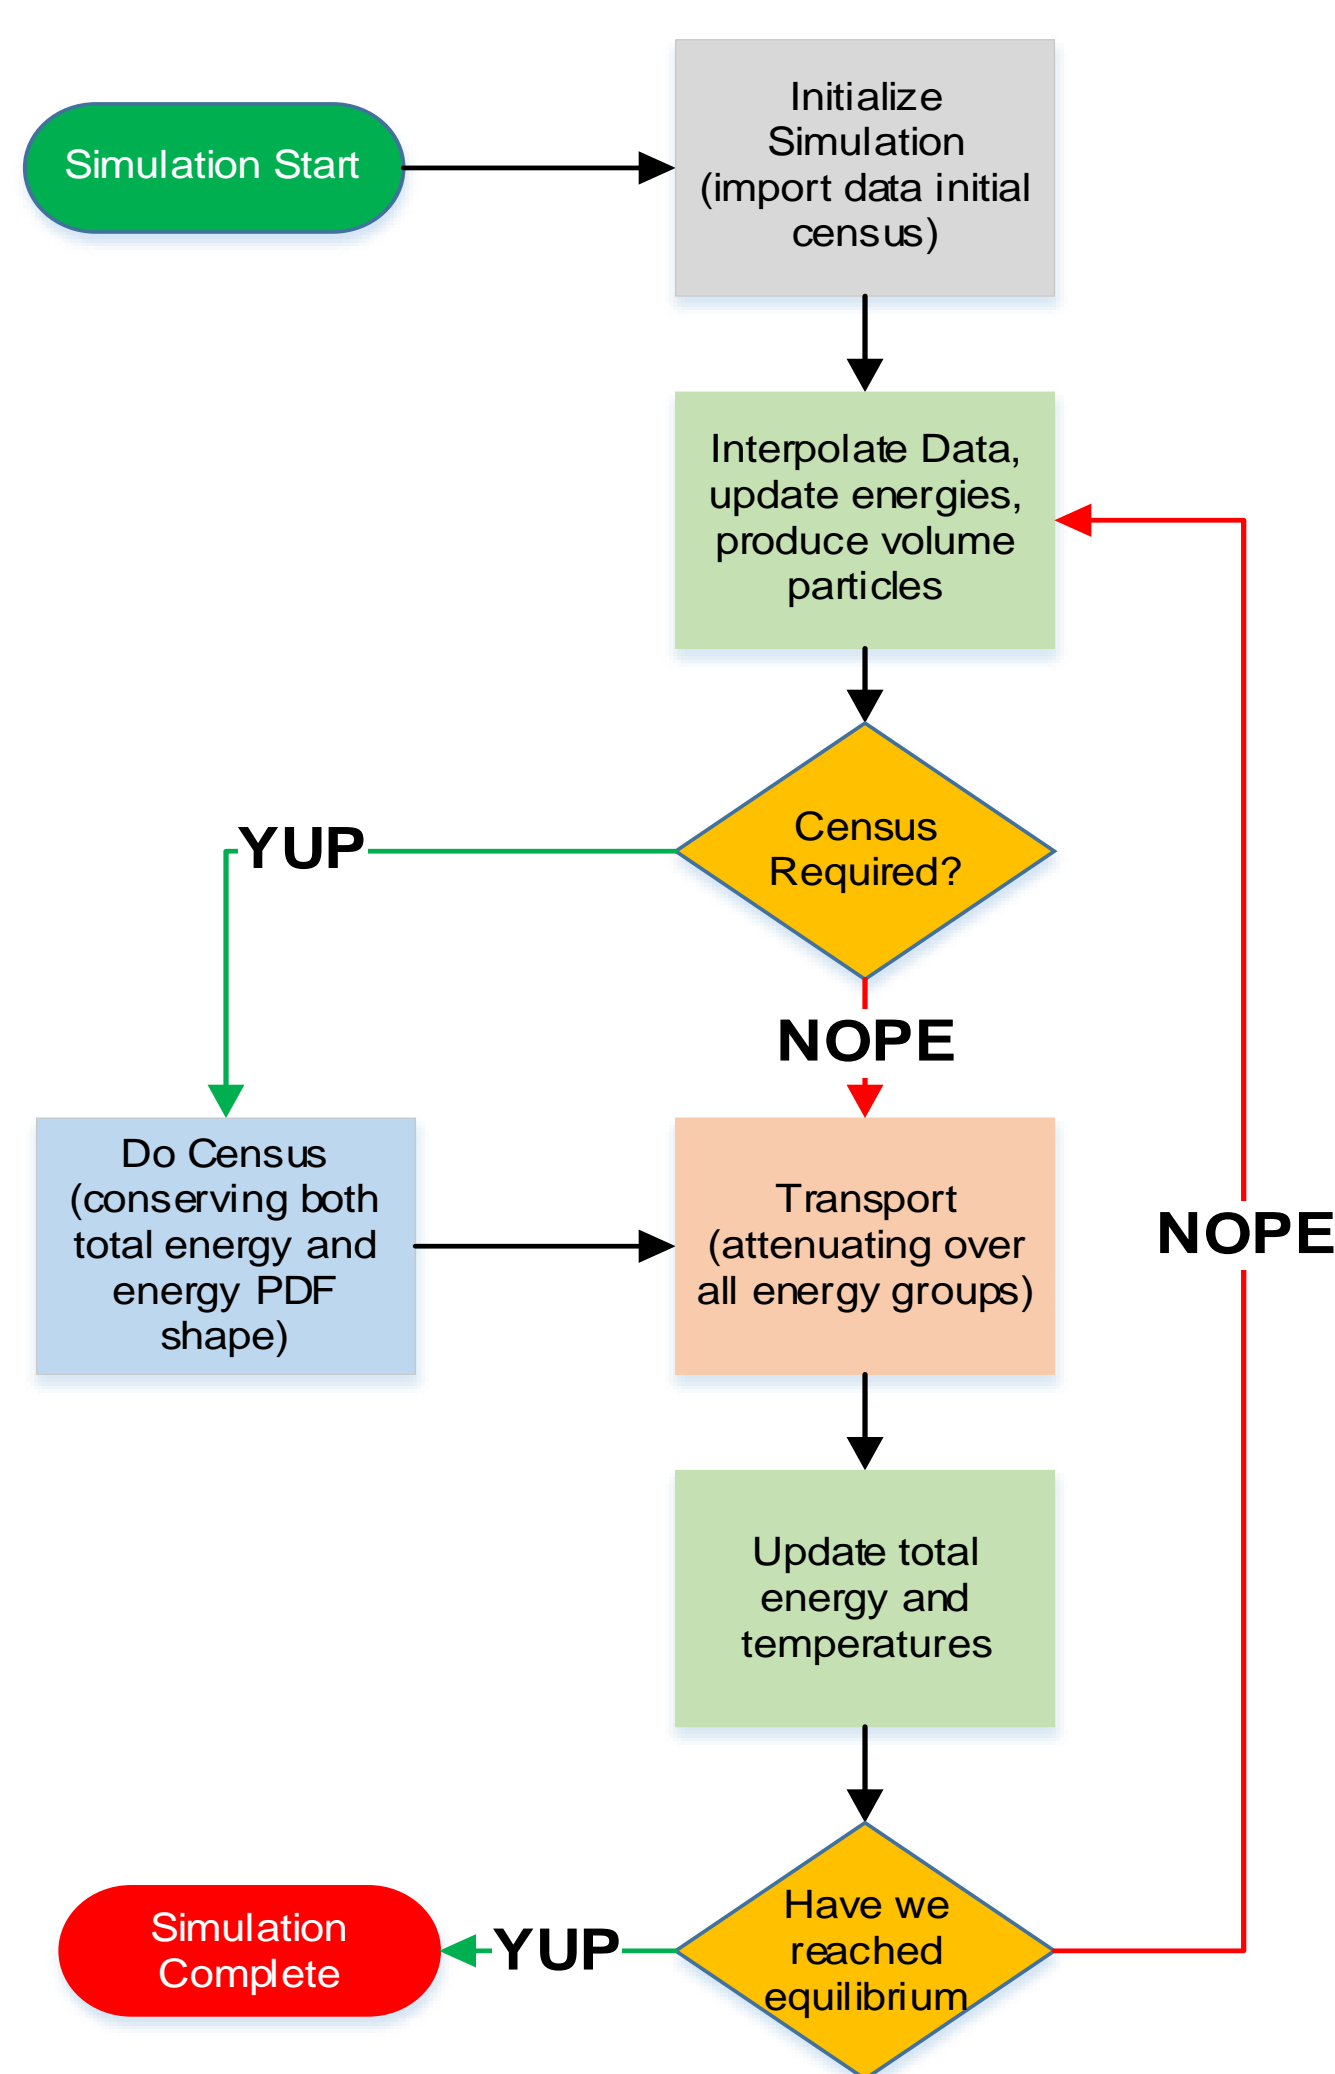 Simulation Start
Initialize
Simulation
(import data initial
census)
Interpolate Data,
update energies,
produce volume
particles
Census
Required?
YUP
NOPE
Do Census
(conserving both
total energy and
energy PDF
shape)
Transport
(attenuating over
all energy groups)
NOPE
Update total
energy and
temperatures
Have we
reached
equilibrium
YUP
Simulation
Complete